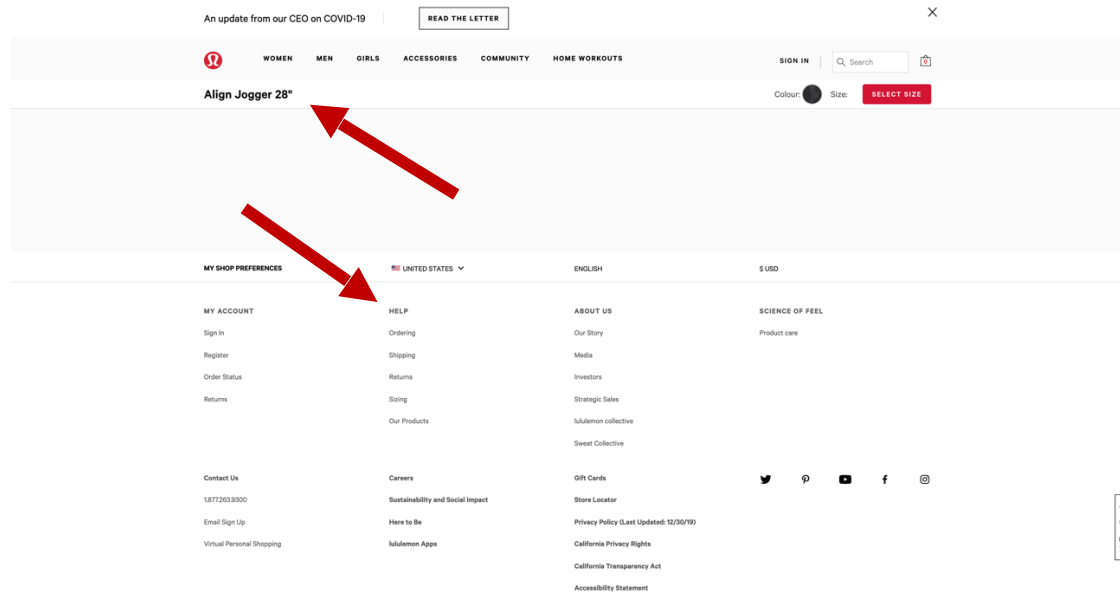 An update from our CEO on COVID-19
READ THE LETTER
WOMEN MEN GIRLS ACCESSORIES COMMUNITY HOME WORKOUTS SIGN IN Search 0
Align Jogger 28" Colour: Size: SELECT SIZE
MY SHOP PREFERENCES UNITED STATES ENGLISH $ USD
MY ACCOUNT
Sign In
Register
Order Status
Returns
HELP
Ordering
Shipping
Returns
Sizing
Our Products
ABOUT US
Our Story
Media
Investors
Strategic Sales
lululemon collective
Sweat Collective
SCIENCE OF FEEL
Product care
Contact Us
1.877.263.9300
Email Sign Up
Virtual Personal Shopping
Careers
Sustainability and Social Impact
Here to Be
lululemon Apps
Gift Cards
Store Locator
Privacy Policy (Last Updated: 12/30/19)
California Privacy Rights
California Transparency Act
Accessibility Statement